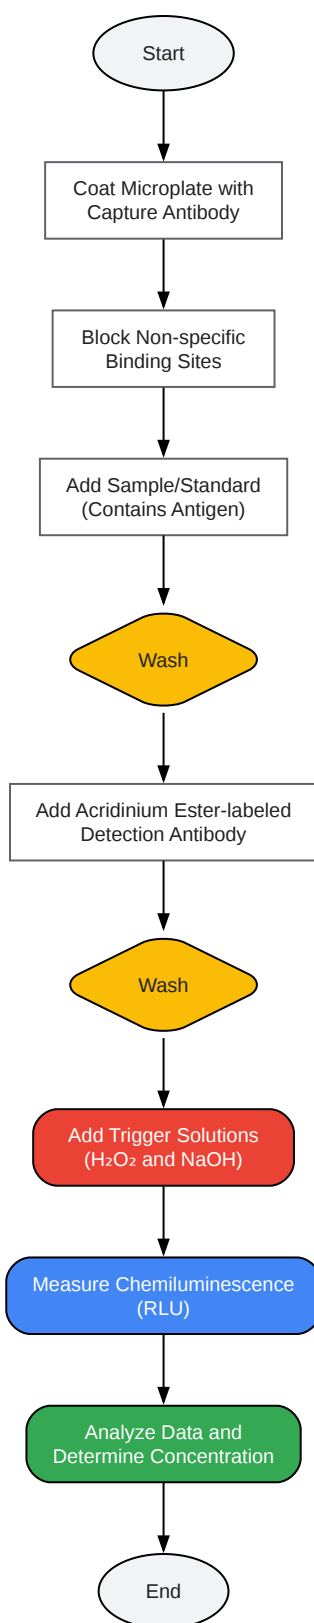 Start
Coat Microplate with
Capture Antibody
Block Non-specific
Binding Sites
Add Sample/Standard
(Contains Antigen)
Wash
Add Acridinium Ester-labeled
Detection Antibody
Wash
Add Trigger Solutions
(H₂O₂ and NaOH)
Measure Chemiluminescence
(RLU)
Analyze Data and
Determine Concentration
End